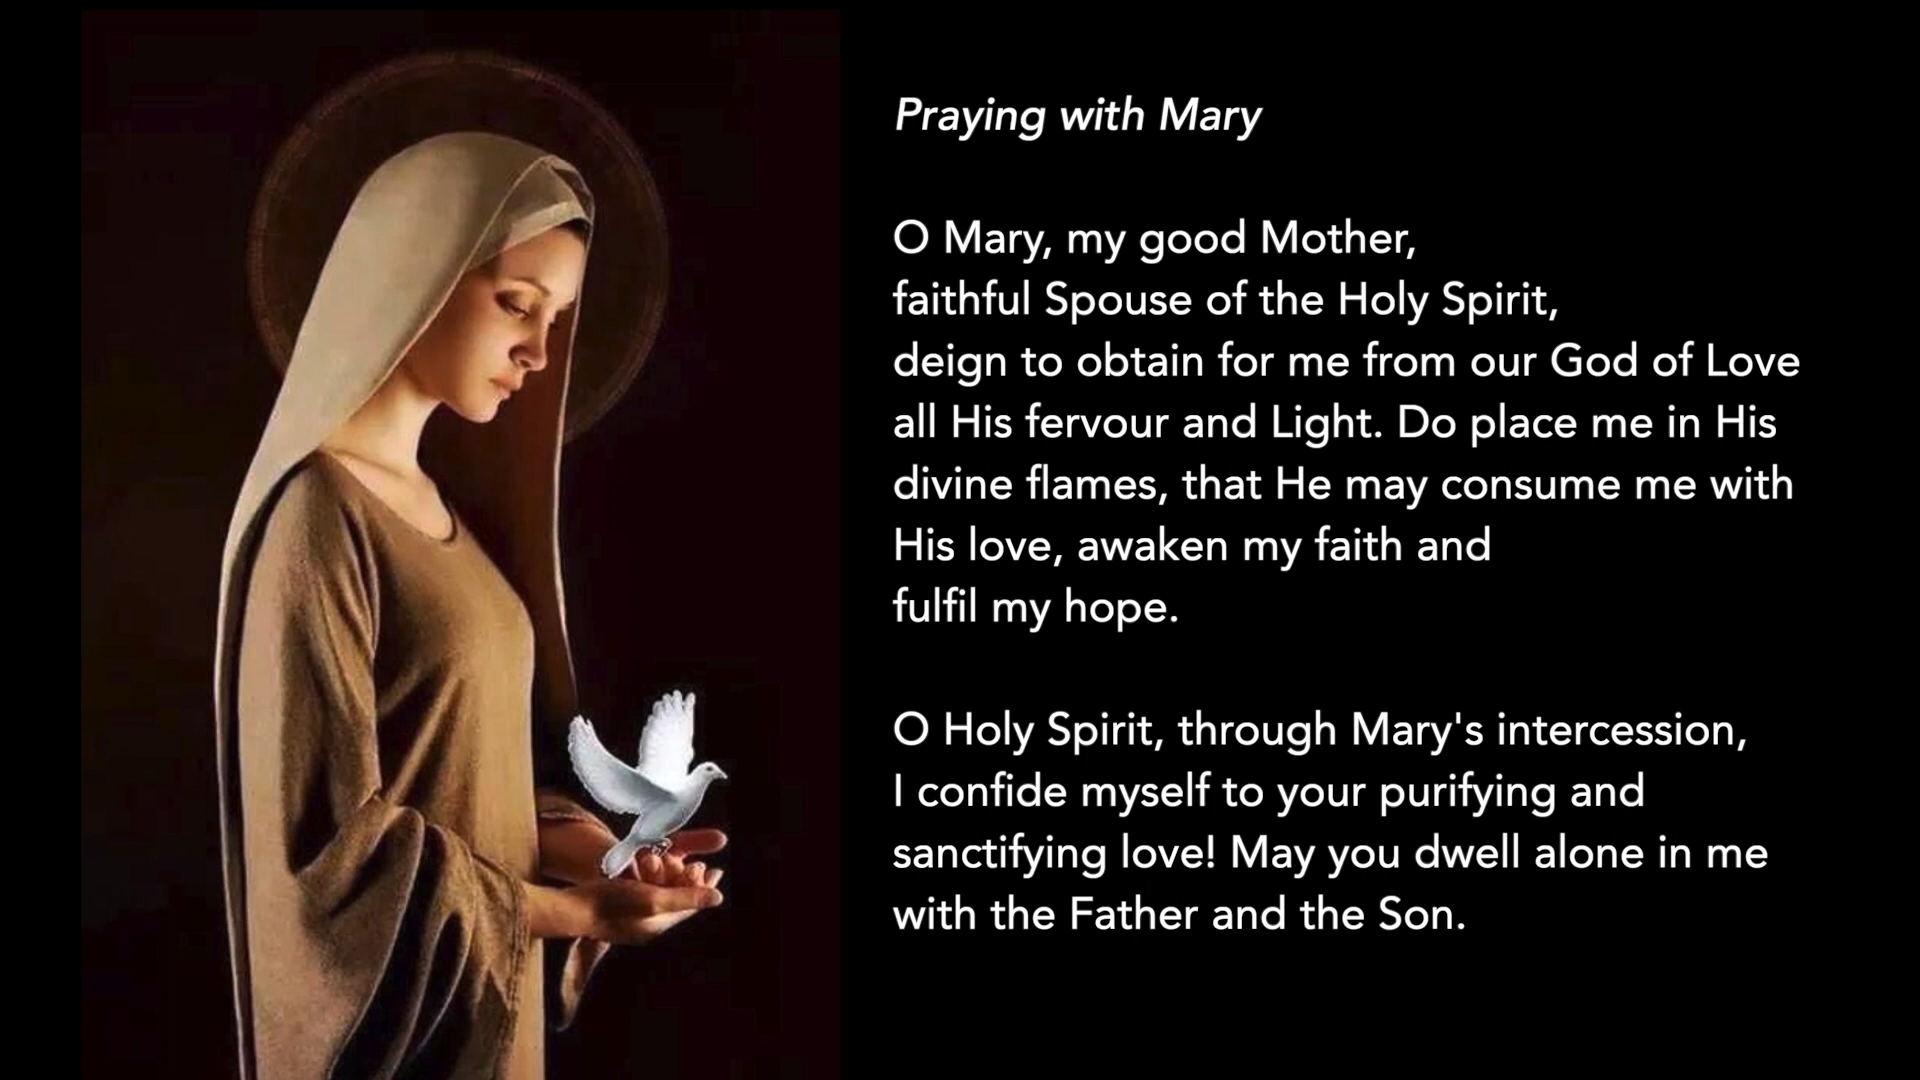 Praying with Mary
O Mary, my good Mother,
faithful Spouse of the Holy Spirit,
deign to obtain for me from our God of Love
all His fervour and Light. Do place me in His
divine flames, that He may consume me with
His love, awaken my faith and
fulfil my hope.
O Holy Spirit, through Mary's intercession,
I confide myself to your purifying and
sanctifying love! May you dwell alone in me
with the Father and the Son.